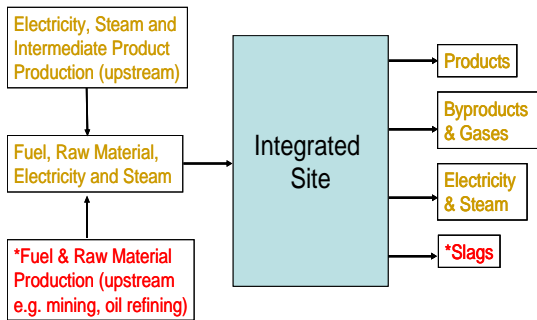 Electricity, Steam and
Intermediate Product
Production (upstream)
Fuel, Raw Material,
Electricity and Steam
*Fuel & Raw Material
Production (upstream
e.g. mining, oil refining)
Integrated
Site
Products
Byproducts
& Gases
Electricity
& Steam
*Slags